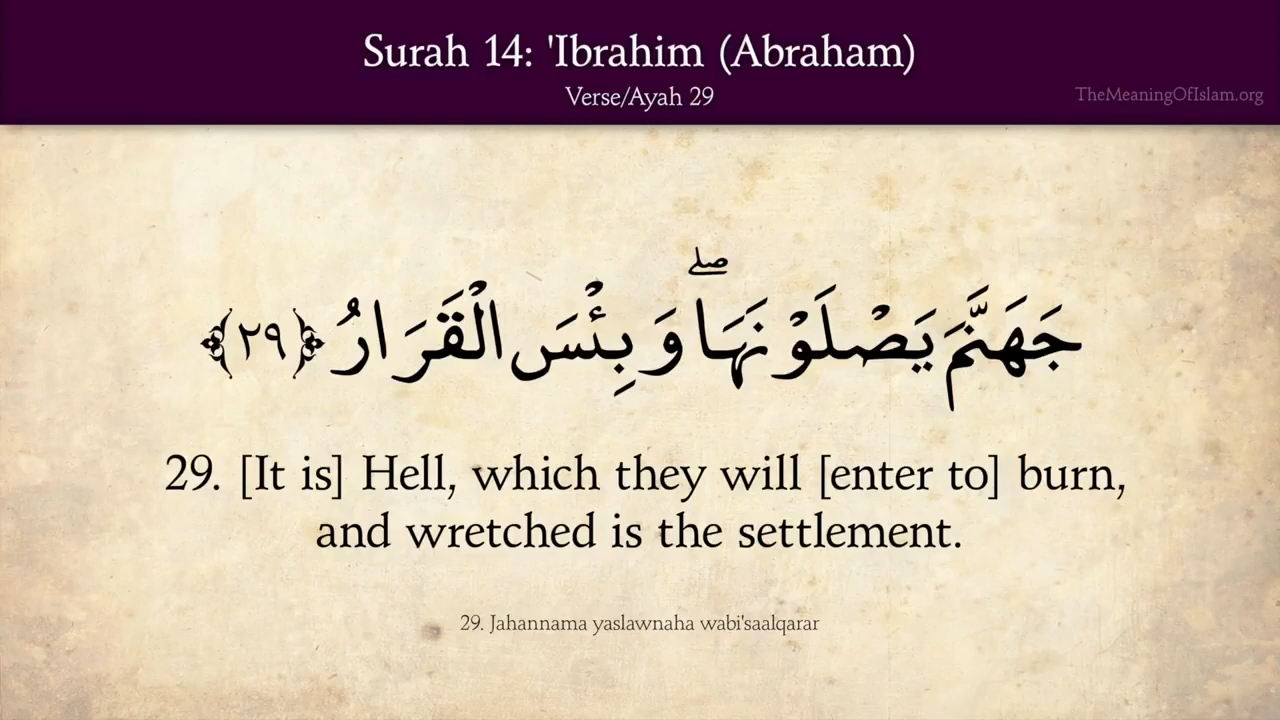 Surah 14: 'Ibrahim (Abraham)
Verse/Ayah 29
TheMeaningOfIslam.org
جَهَنَّمَ يَصْلَوْنَهَا ۖ وَبِئْسَ الْقَرَارُ ﴿٢٩﴾
29. [It is] Hell, which they will [enter to] burn,
and wretched is the settlement.
29. Jahannama yaslawnaha wabi'saalqarar